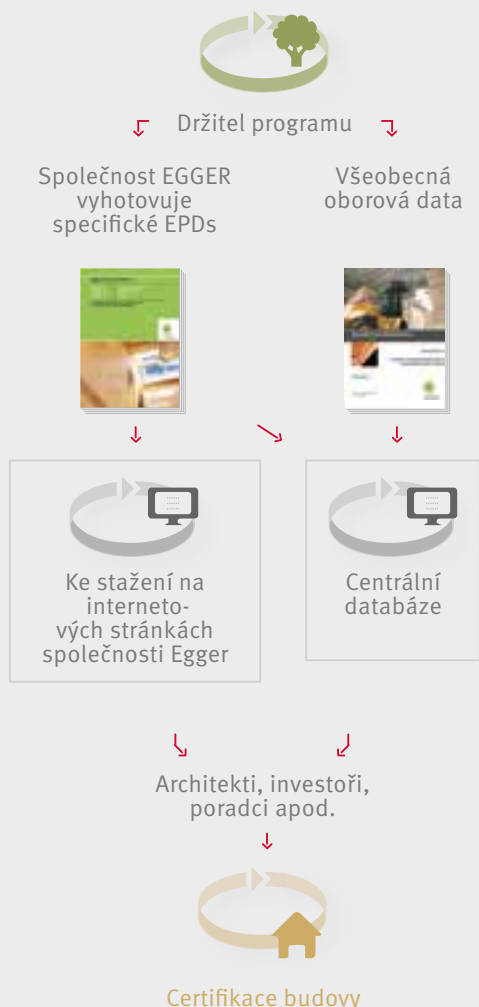 Držitel programu
Společnost EGGER
vyhotovuje
specifické EPDs
Všeobecná
oborová data
Ke stažení na
interneto-
vých stránkách
společnosti Egger
Centrální
databáze
Architekti, investoři,
poradci apod.
Certifikace budovy